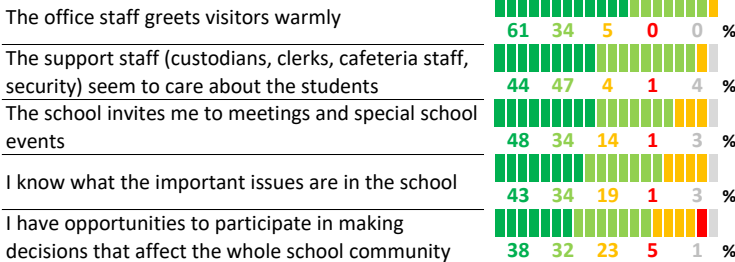 The office staff greets visitors warmly
61 34 5 0 0 %
The support staff (custodians, clerks, cafeteria staff,
security) seem to care about the students
44 47 4 1 4 %
The school invites me to meetings and special school
events
48 34 14 1 3 %
I know what the important issues are in the school
43 34 19 1 3 %
I have opportunities to participate in making
decisions that affect the whole school community
38 32 23 5 1 %